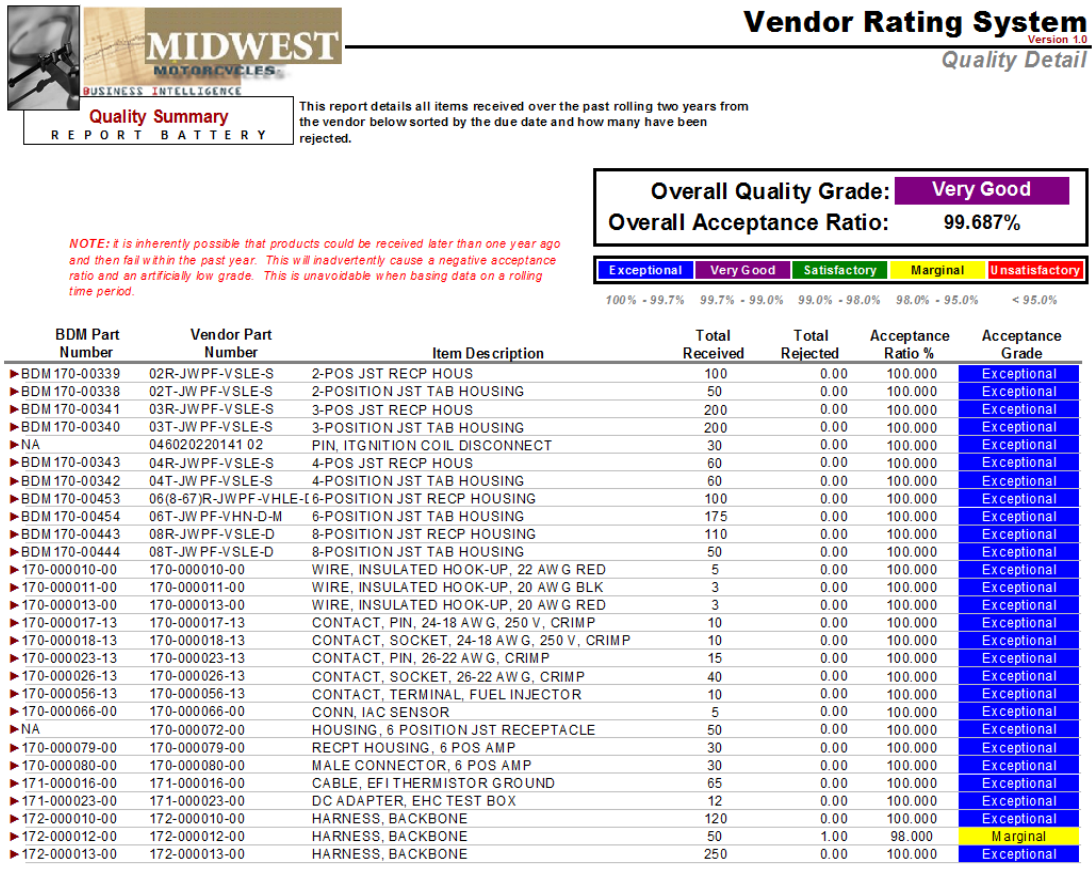 Vendor Rating System
Version 1.0
Quality Detail
MIDWEST
MOTORCYCLES
BUSINESS INTELLIGENCE
Quality Summary
REPORT BATTERY
This report details all items received over the past rolling two years from
the vendor below sorted by the due date and how many have been
rejected.
Overall Quality Grade: Very Good
Overall Acceptance Ratio: 99.687%
NOTE: it is inherently possible that products could be received later than one year ago
and then fail within the past year. This will inadvertently cause a negative acceptance
ratio and an artificially low grade. This is unavoidable when basing data on a rolling
time period.
Exceptional Very Good Satisfactory Marginal Unsatisfactory
100% - 99.7% 99.7% - 99.0% 99.0% - 98.0% 98.0% - 95.0% < 95.0%
BDM Part Vendor Part Total Total Acceptance Acceptance
Number Number Item Description Received Rejected Ratio % Grade
BDM170-00339 02R-JWPF-VSLE-S 2-POS JST RECP HOUS 100 0.00 100.000 Exceptional
BDM170-00338 02T-JWPF-VSLE-S 2-POSITION JST TAB HOUSING 50 0.00 100.000 Exceptional
BDM170-00341 03R-JWPF-VSLE-S 3-POS JST RECP HOUS 200 0.00 100.000 Exceptional
BDM170-00340 03T-JWPF-VSLE-S 3-POSITION JST TAB HOUSING 200 0.00 100.000 Exceptional
NA 04602022014102 PIN, ITGNITION COIL DISCONNECT 30 0.00 100.000 Exceptional
BDM170-00343 04R-JWPF-VSLE-S 4-POS JST RECP HOUS 60 0.00 100.000 Exceptional
BDM170-00342 04T-JWPF-VSLE-S 4-POSITION JST TAB HOUSING 60 0.00 100.000 Exceptional
BDM170-00453 06(8-67)R-JWPF-VHLE- 6-POSITION JST RECP HOUSING 100 0.00 100.000 Exceptional
BDM170-00454 06T-JWPF-VHN-D-M 6-POSITION JST TAB HOUSING 175 0.00 100.000 Exceptional
BDM170-00443 08R-JWPF-VSLE-D 8-POSITION JST RECP HOUSING 110 0.00 100.000 Exceptional
BDM170-00444 08T-JWPF-VSLE-D 8-POSITION JST TAB HOUSING 50 0.00 100.000 Exceptional
170-000010-00 170-000010-00 WIRE, INSULATED HOOK-UP, 22 AWG RED 5 0.00 100.000 Exceptional
170-000011-00 170-000011-00 WIRE, INSULATED HOOK-UP, 20 AWG BLK 3 0.00 100.000 Exceptional
170-000013-00 170-000013-00 WIRE, INSULATED HOOK-UP, 20 AWG RED 3 0.00 100.000 Exceptional
170-000017-13 170-000017-13 CONTACT, PIN, 24-18 AWG, 250 V, CRIMP 10 0.00 100.000 Exceptional
170-000018-13 170-000018-13 CONTACT, SOCKET, 24-18 AWG, 250 V, CRIMP 10 0.00 100.000 Exceptional
170-000023-13 170-000023-13 CONTACT, PIN, 26-22 AWG, CRIMP 15 0.00 100.000 Exceptional
170-000026-13 170-000026-13 CONTACT, SOCKET, 26-22 AWG, CRIMP 40 0.00 100.000 Exceptional
170-000056-13 170-000056-13 CONTACT, TERMINAL, FUEL INJECTOR 10 0.00 100.000 Exceptional
170-000066-00 170-000066-00 CONN, IAC SENSOR 5 0.00 100.000 Exceptional
NA 170-000072-00 HOUSING, 6 POSITION JST RECEPTACLE 50 0.00 100.000 Exceptional
170-000079-00 170-000079-00 RECPT HOUSING, 6 POS AMP 30 0.00 100.000 Exceptional
170-000080-00 170-000080-00 MALE CONNECTOR, 6 POS AMP 30 0.00 100.000 Exceptional
171-000016-00 171-000016-00 CABLE, EFI THERMISTOR GROUND 65 0.00 100.000 Exceptional
171-000023-00 171-000023-00 DC ADAPTER, EHC TEST BOX 12 0.00 100.000 Exceptional
172-000010-00 172-000010-00 HARNESS, BACKBONE 120 0.00 100.000 Exceptional
172-000012-00 172-000012-00 HARNESS, BACKBONE 50 1.00 98.000 Marginal
172-000013-00 172-000013-00 HARNESS, BACKBONE 250 0.00 100.000 Exceptional